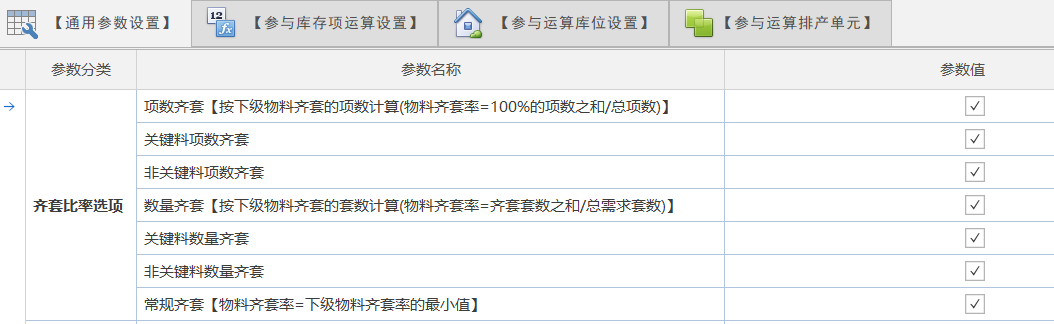 【通用参数设置】
12
fx
【参与库存项运算设置】
【参与运算库位设置】
【参与运算排产单元】
参数分类
参数名称
参数值
齐套比率选项
项数齐套【按下级物料齐套的项数计算(物料齐套率=100%的项数之和/总项数)】
关键料项数齐套
非关键料项数齐套
数量齐套【按下级物料齐套的套数计算(物料齐套率=齐套套数之和/总需求套数)】
关键料数量齐套
非关键料数量齐套
常规齐套【物料齐套率=下级物料齐套率的最小值】